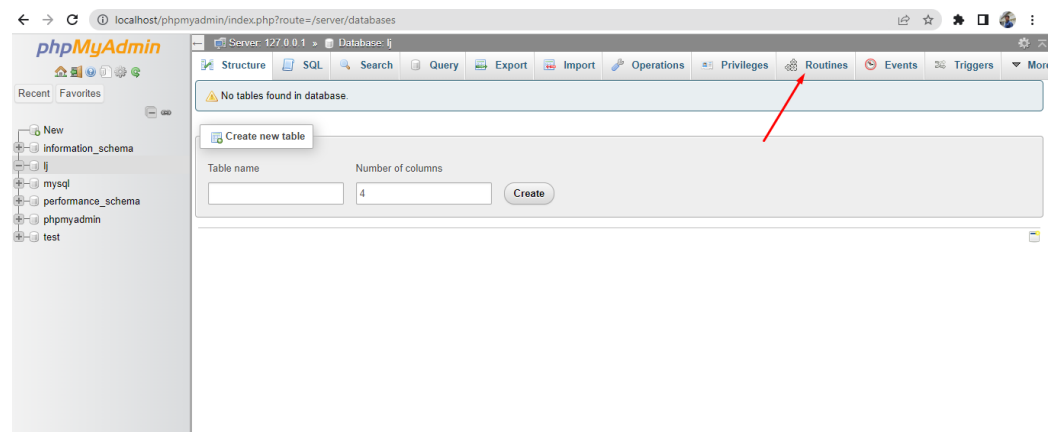 localhost/phpmyadmin/index.php?route=/server/databases
phpMyAdmin
Recent Favorites
New
information_schema
lj
mysql
performance_schema
phpmyadmin
test
Server: 127.0.0.1 » Database: lj
Structure SQL Search Query Export Import Operations Privileges Routines Events Triggers More
No tables found in database.
Create new table
Table name Number of columns
4 Create